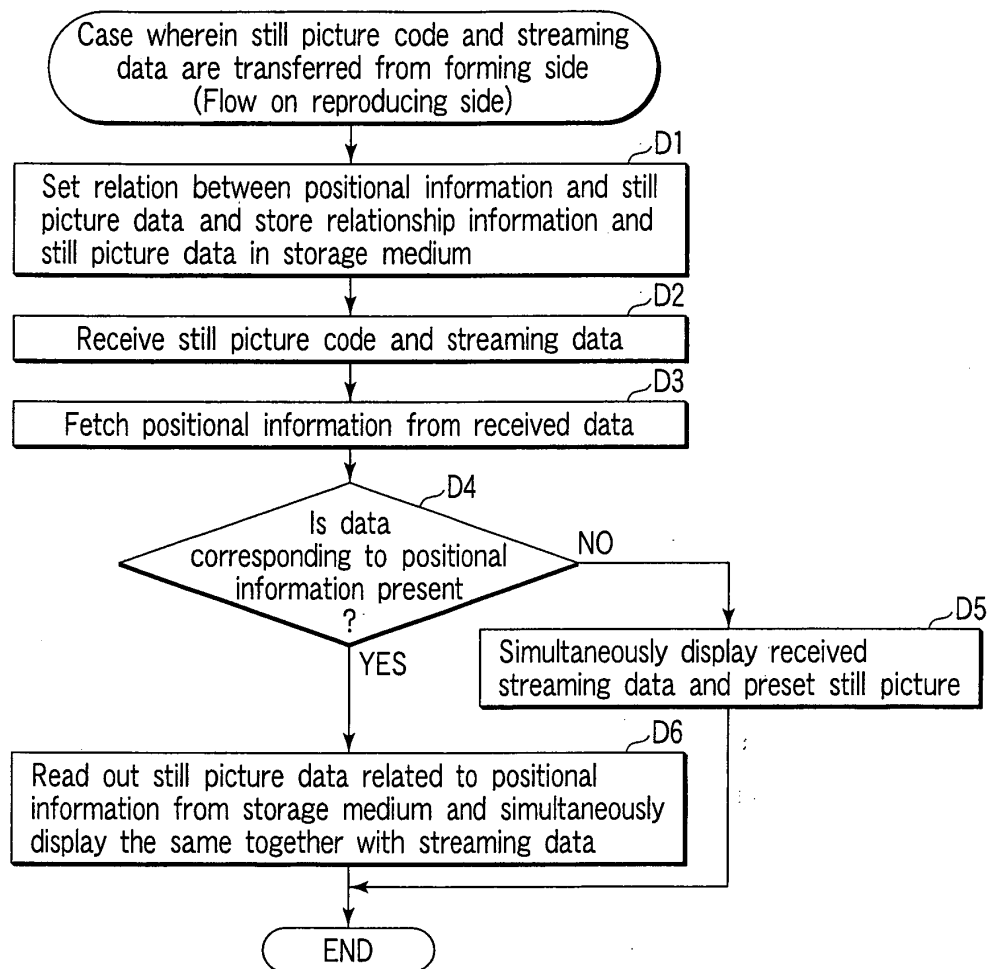 Case wherein still picture code and streaming
data are transferred from forming side
(Flow on reproducing side)
D1
Set relation between positional information and still
picture data and store relationship information and
still picture data in storage medium
D2
Receive still picture code and streaming data
D3
Fetch positional information from received data
D4
Is data
corresponding to positional
information present
?
NO
YES
D5
Simultaneously display received
streaming data and preset still picture
D6
Read out still picture data related to positional
information from storage medium and simultaneously
display the same together with streaming data
END